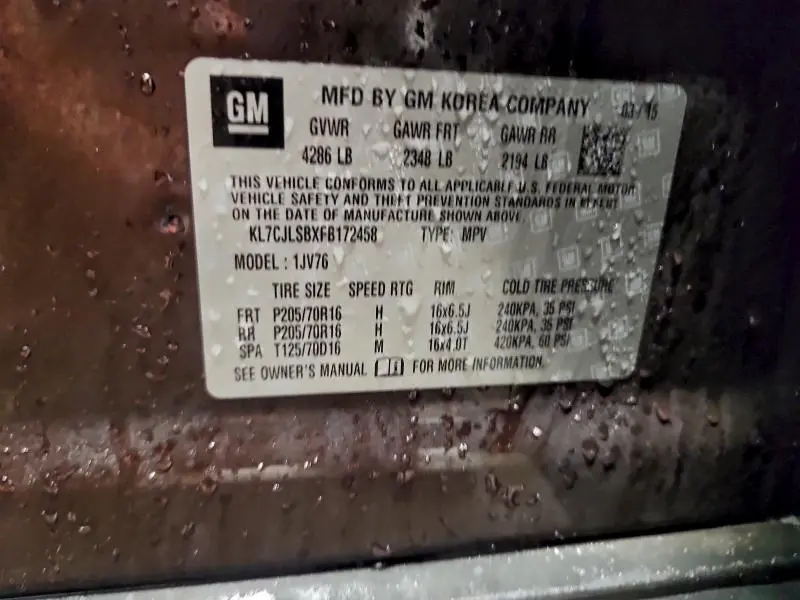 GM
MFD BY GM KOREA COMPANY 03/15
GVWR GAWR FRT GAWR RR
4286 LB 2348 LB 2194 LB
THIS VEHICLE CONFORMS TO ALL APPLICABLE U.S. FEDERAL MOTOR
VEHICLE SAFETY AND THEFT PREVENTION STANDARDS IN EFFECT
ON THE DATE OF MANUFACTURE SHOWN ABOVE
KL7CJLSBXFB172458 TYPE: MPV
MODEL : 1JV76
TIRE SIZE SPEED RTG RIM COLD TIRE PRESSURE
FRT P205/70R16 H 16x6.5J 240KPA, 35 PSI
RR P205/70R16 H 16x6.5J 240KPA, 35 PSI
SPA T125/70D16 M 16x4.0T 420KPA, 60 PSI
SEE OWNER'S MANUAL FOR MORE INFORMATION.